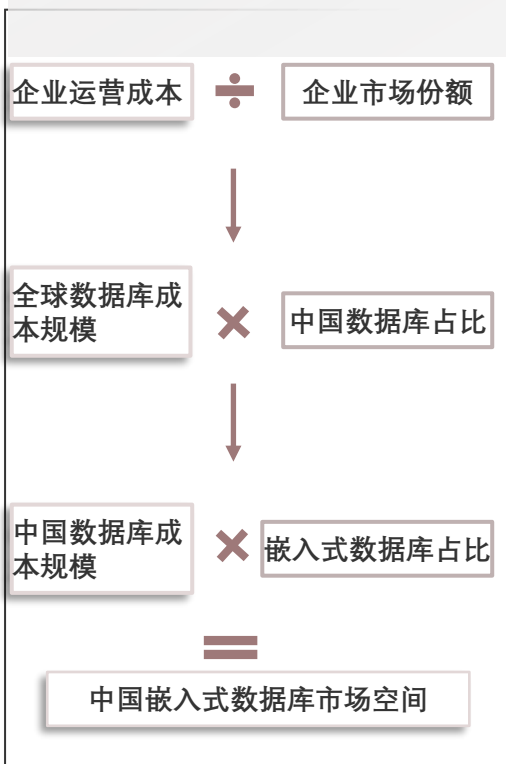 企业运营成本
÷
企业市场份额
全球数据库成
本规模
×
中国数据库占比
中国数据库成
本规模
×
嵌入式数据库占比
=
中国嵌入式数据库市场空间